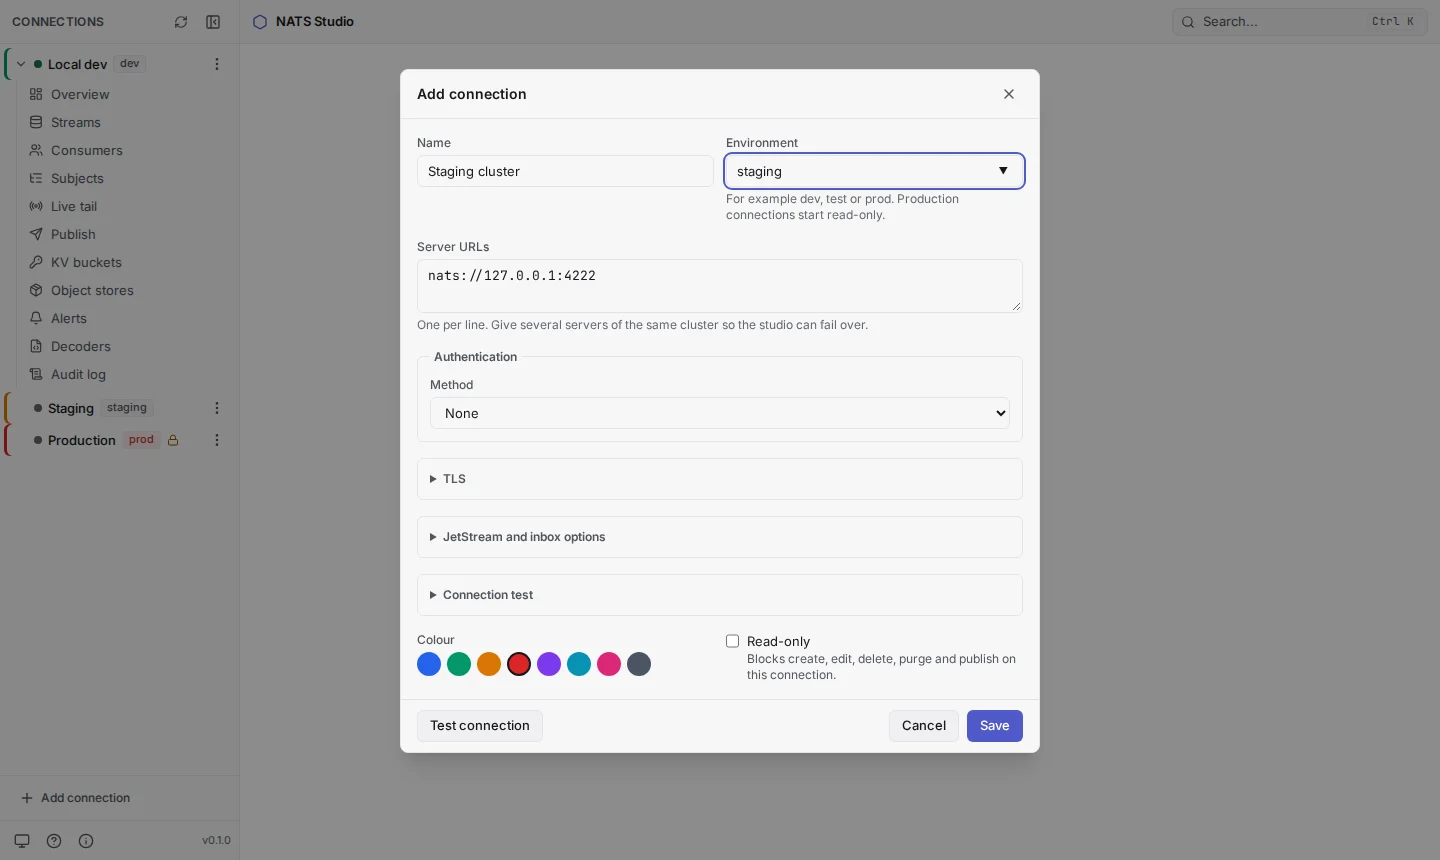 CONNECTIONS
NATS Studio
Search...
Ctrl K
Local dev
dev
Overview
Streams
Consumers
Subjects
Live tail
Publish
KV buckets
Object stores
Alerts
Decoders
Audit log
Staging
staging
Production
prod
Add connection
v0.1.0
Add connection
Name
Environment
Staging cluster
staging
For example dev, test or prod. Production
connections start read-only.
Server URLs
nats://127.0.0.1:4222
One per line. Give several servers of the same cluster so the studio can fail over.
Authentication
Method
None
TLS
JetStream and inbox options
Connection test
Colour
Read-only
Blocks create, edit, delete, purge and publish on
this connection.
Test connection
Cancel
Save